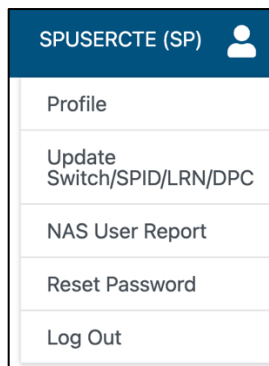 SPUSERCTE (SP)
Profile
Update
Switch/SPID/LRN/DPC
NAS User Report
Reset Password
Log Out